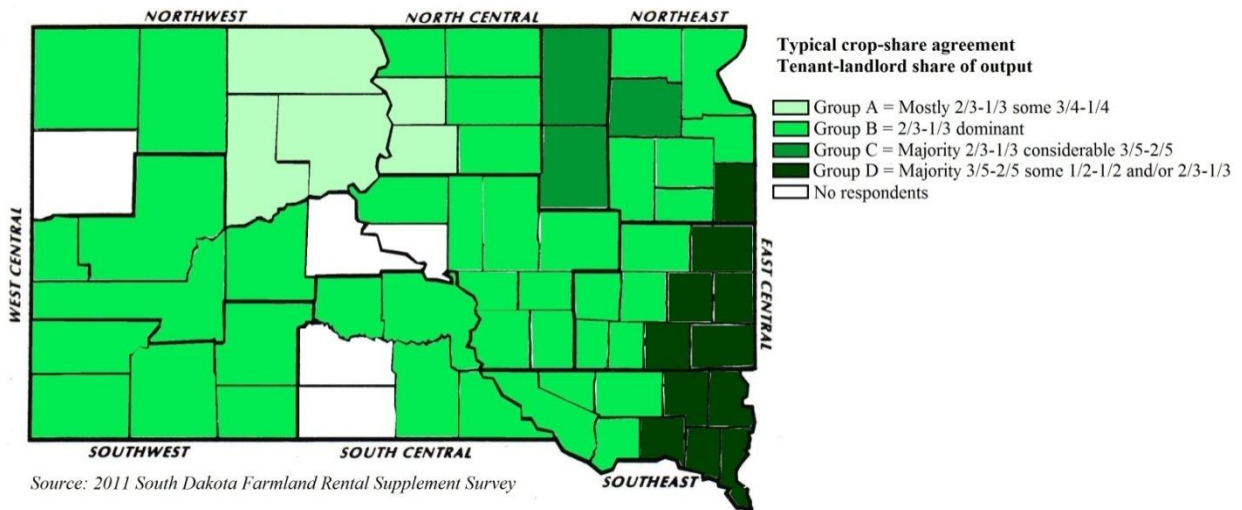 NORTHWEST
NORTH CENTRAL
NORTHEAST
Typical crop-share agreement
Tenant-landlord share of output
Group A = Mostly 2/3-1/3 some 3/4-1/4
Group B = 2/3-1/3 dominant
Group C = Majority 2/3-1/3 considerable 3/5-2/5
Group D = Majority 3/5-2/5 some 1/2-1/2 and/or 2/3-1/3
No respondents
WEST CENTRAL
EAST CENTRAL
SOUTHWEST
SOUTH CENTRAL
SOUTHEAST
Source: 2011 South Dakota Farmland Rental Supplement Survey